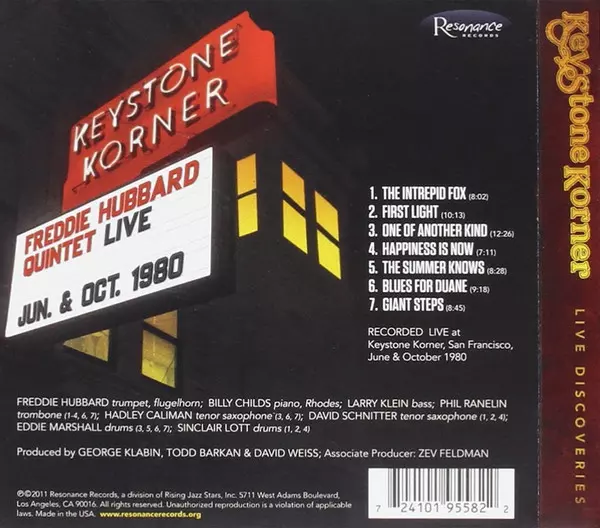 Resonance
RECORDS
KEYSTONE
KORNER
FREDDIE HUBBARD
QUINTET LIVE
JUN. & OCT. 1980
1. THE INTREPID FOX (8:02)
2. FIRST LIGHT (10:13)
3. ONE OF ANOTHER KIND (12:26)
4. HAPPINESS IS NOW (7:11)
5. THE SUMMER KNOWS (8:28)
6. BLUES FOR DUANE (9:18)
7. GIANT STEPS (8:45)
RECORDED LIVE at
Keystone Korner, San Francisco,
June & October 1980
FREDDIE HUBBARD trumpet, flugelhorn; BILLY CHILDS piano, Rhodes; LARRY KLEIN bass; PHIL RANELIN
trombone (1-4, 6, 7); HADLEY CALIMAN tenor saxophone (3, 6, 7); DAVID SCHNITTER tenor saxophone (1, 2, 4);
EDDIE MARSHALL drums (3, 5, 6, 7); SINCLAIR LOTT drums (1, 2, 4)
Produced by GEORGE KLABIN, TODD BARKAN & DAVID WEISS; Associate Producer: ZEV FELDMAN
℗©2011 Resonance Records, a division of Rising Jazz Stars, Inc. 5711 West Adams Boulevard,
Los Angeles, CA 90016. All rights reserved. Unauthorized reproduction is a violation of applicable
laws. Made in the USA. www.resonancerecords.org
7 24101 95582 2
Keystone Korner
LIVE DISCOVERIES